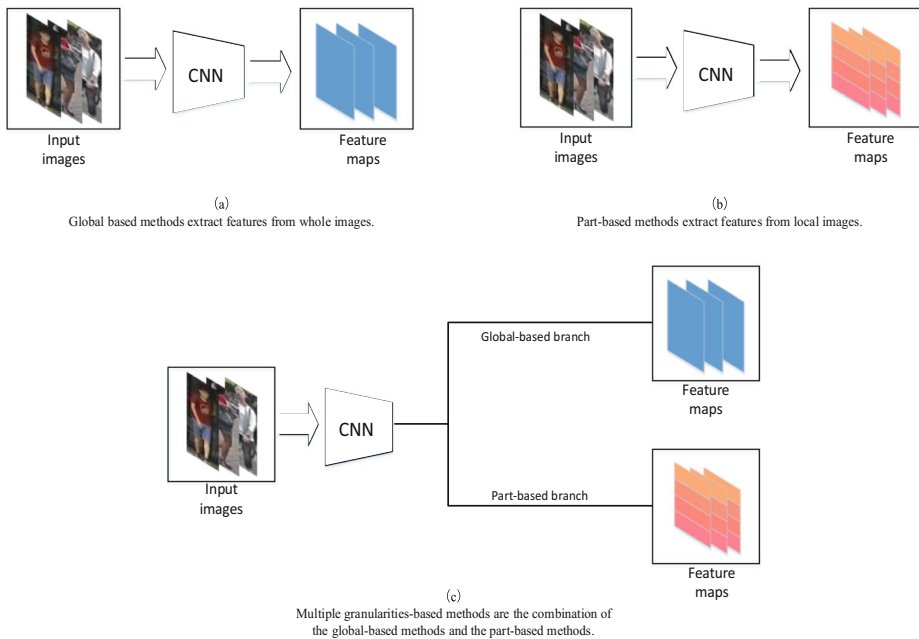 CNN
Input
images
Feature
maps
(a)
Global based methods extract features from whole images.
CNN
Input
images
Feature
maps
(b)
Part-based methods extract features from local images.
Global-based branch
Feature
maps
CNN
Input
images
Part-based branch
Feature
maps
(c)
Multiple granularities-based methods are the combination of
the global-based methods and the part-based methods.